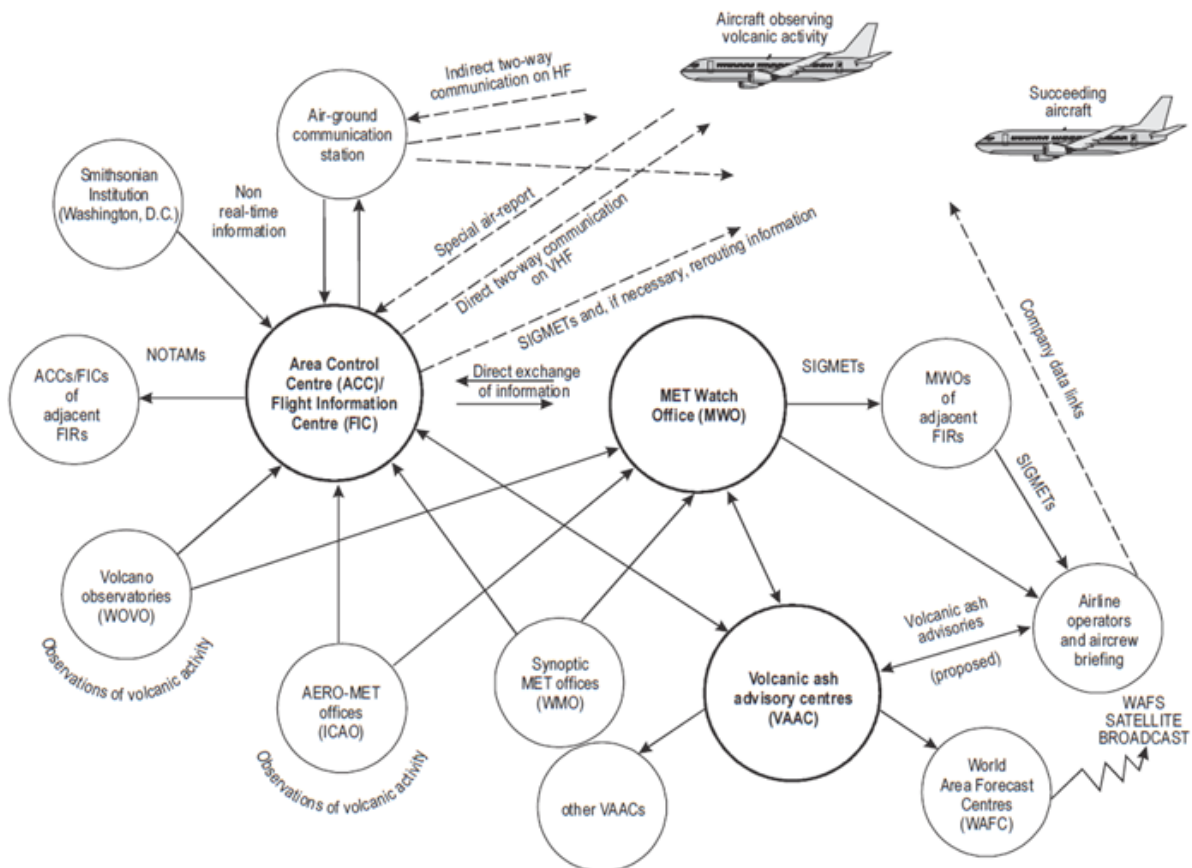 Aircraft observing
volcanic activity
Indirect two-way
communication on HF
Succeeding
aircraft
Air-ground
communication
station
Smithsonian
Institution
(Washington, D.C.)
Non
real-time
information
Special air-report
Direct two-way communication
on VHF
SIGMETs and, if necessary, rerouting information
Company data links
NOTAMs
ACCs/FICs
of
adjacent
FIRs
Area Control
Centre (ACC)/
Flight Information
Centre (FIC)
Direct exchange
of information
MET Watch
Office (MWO)
SIGMETs
MWOs
of adjacent
FIRs
SIGMETs
Volcano
observatories
(WOVO)
Observations of volcanic activity
AERO-MET
offices
(ICAO)
Observations of volcanic activity
Synoptic
MET offices
(WMO)
Volcanic ash
advisory centres
(VAAC)
Volcanic ash
advisories
(proposed)
Airline
operators
and aircrew
briefing
WAFS
SATELLITE
BROADCAST
other VAACs
World
Area Forecast
Centres
(WAFC)